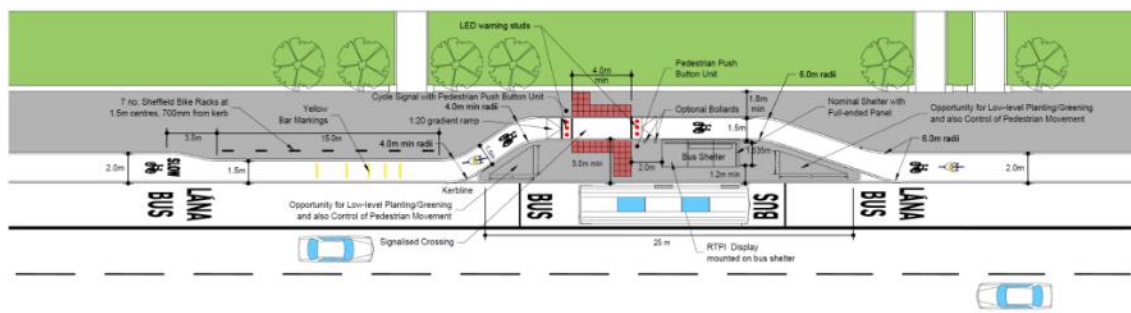 LED warning studs
4.0m
min
Pedestrian Push
Button Unit
6.0m radii
7 no. Sheffield Bike Racks at
1.5m centres, 700mm from kerb
Yellow
Bar Markings
Cycle Signal with Pedestrian Push Button Unit
4.0m min radii
1:20 gradient ramp
Optional Bollards
1.8m
min
Nominal Shelter with
Full-ended Panel
Opportunity for Low-level Planting/Greening
and also Control of Pedestrian Movement
6.0m radii
3.5m
15.0m
4.0m min radii
1.5m
2.0m
SLOW
1.5m
3.0m min
2.0m
Bus Shelter
1.2m min
2.0m
Kerbline
LÁNA
BUS
Opportunity for Low-level Planting/Greening
and also Control of Pedestrian Movement
BUS
BUS
LÁNA
BUS
Signalised Crossing
25 m
RTPI Display
mounted on bus shelter